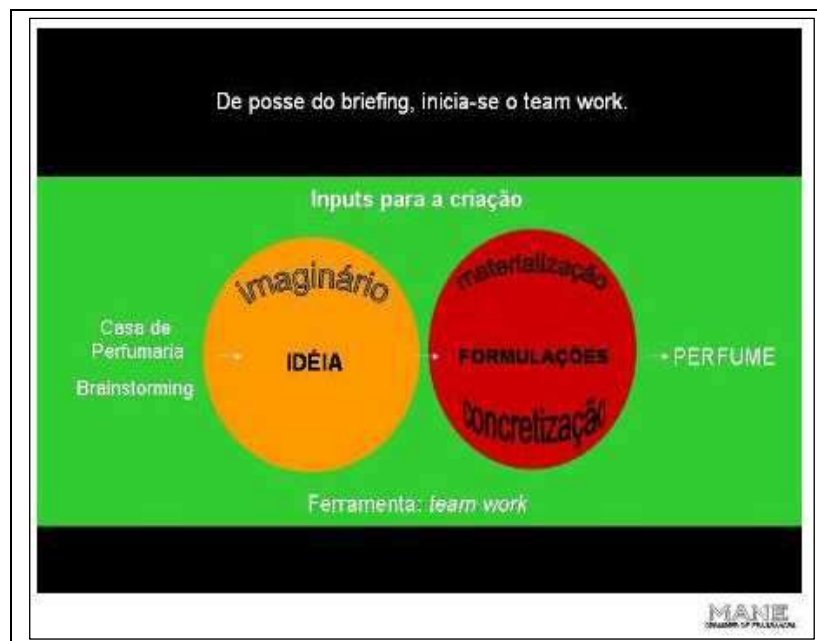 De posse do briefing, inicia-se o team work.
Inputs para a criação
imaginário
materialização
Casa de
Perfumaria
Brainstorming
IDÉIA
FORMULAÇÕES
PERFUME
concretização
Ferramenta: team work
MANE